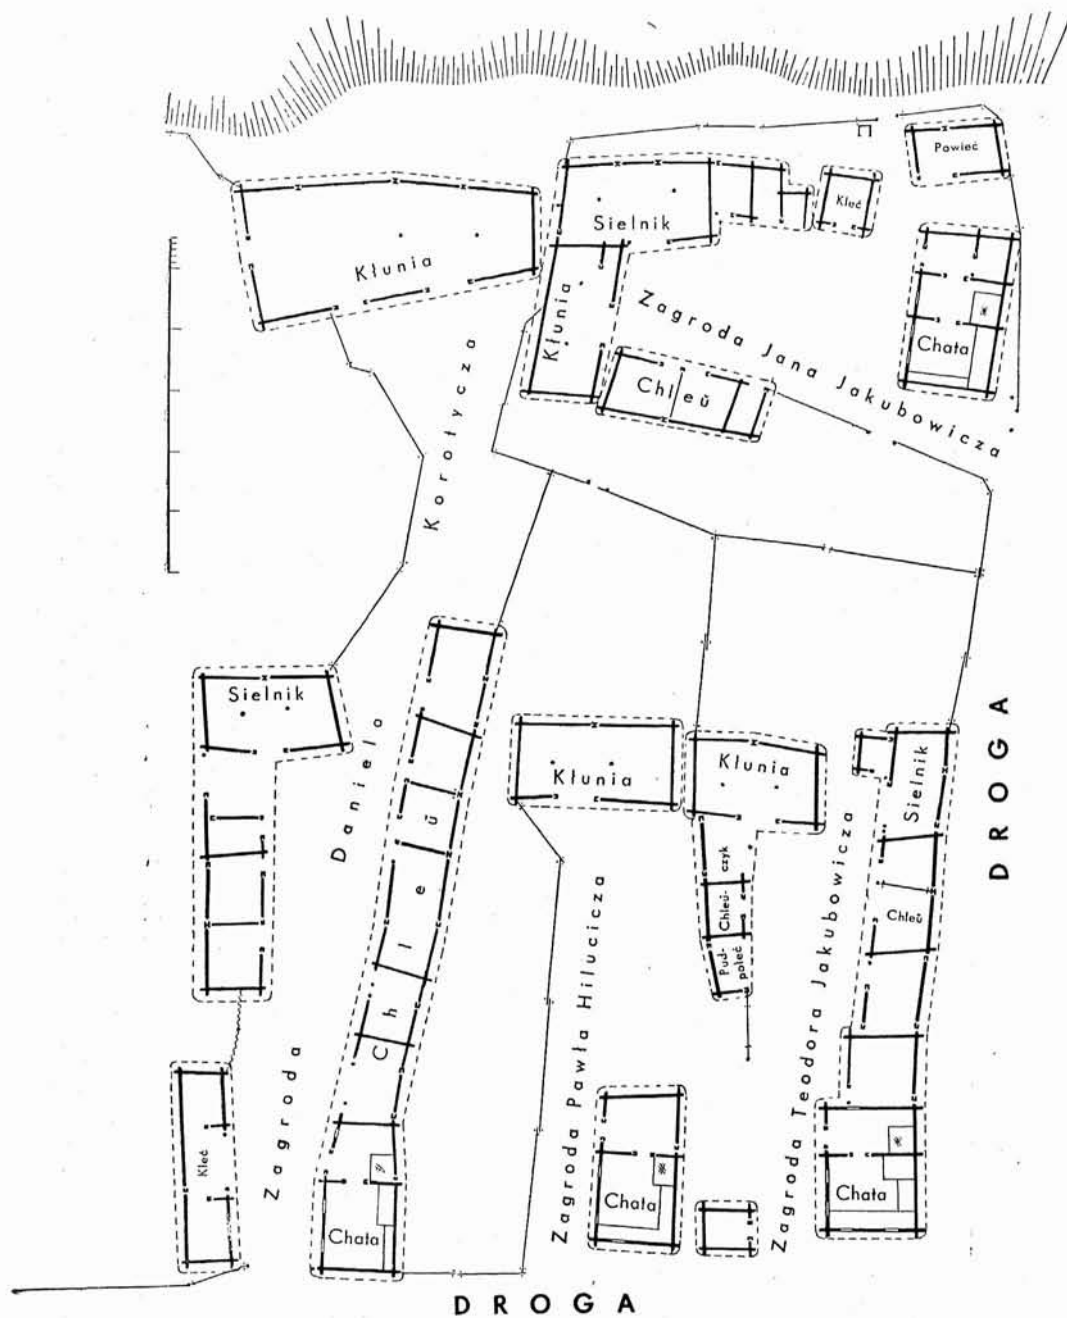 Powieć
Kleć
Sielnik
Kłunia
Kłunia
Zagroda Jana Jakubowicza
Chata
Chleŭ
Zagroda Daniela Korołycza
Sielnik
DROGA
Sielnik
Kłunia
Kłunia
Chleŭ-
czyk
Chleŭ
Chleŭ
Pud-
poleć
Zagroda Pawła Hilucicza
Zagroda Teodora Jakubowicza
Kleć
Chata
Chata
Chata
DROGA